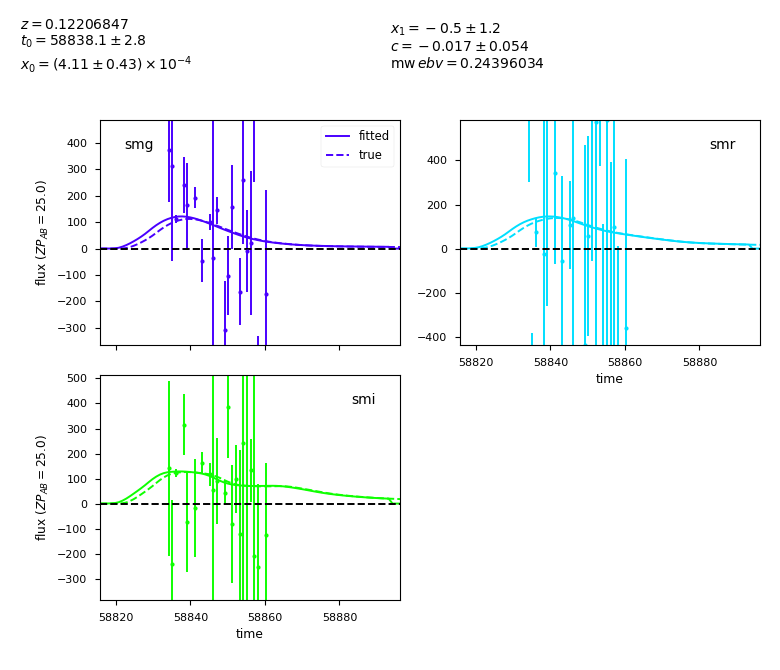 z = 0.12206847
t₀ = 58838.1 ± 2.8
x₀ = (4.11 ± 0.43) × 10⁻⁴
x₁ = −0.5 ± 1.2
c = −0.017 ± 0.054
mw ebv = 0.24396034
smg
fitted
true
400
300
200
100
0
−100
−200
−300
flux (ZP_AB = 25.0)
smr
400
200
0
−200
−400
58820 58840 58860 58880
time
smi
500
400
300
200
100
0
−100
−200
−300
flux (ZP_AB = 25.0)
58820 58840 58860 58880
time